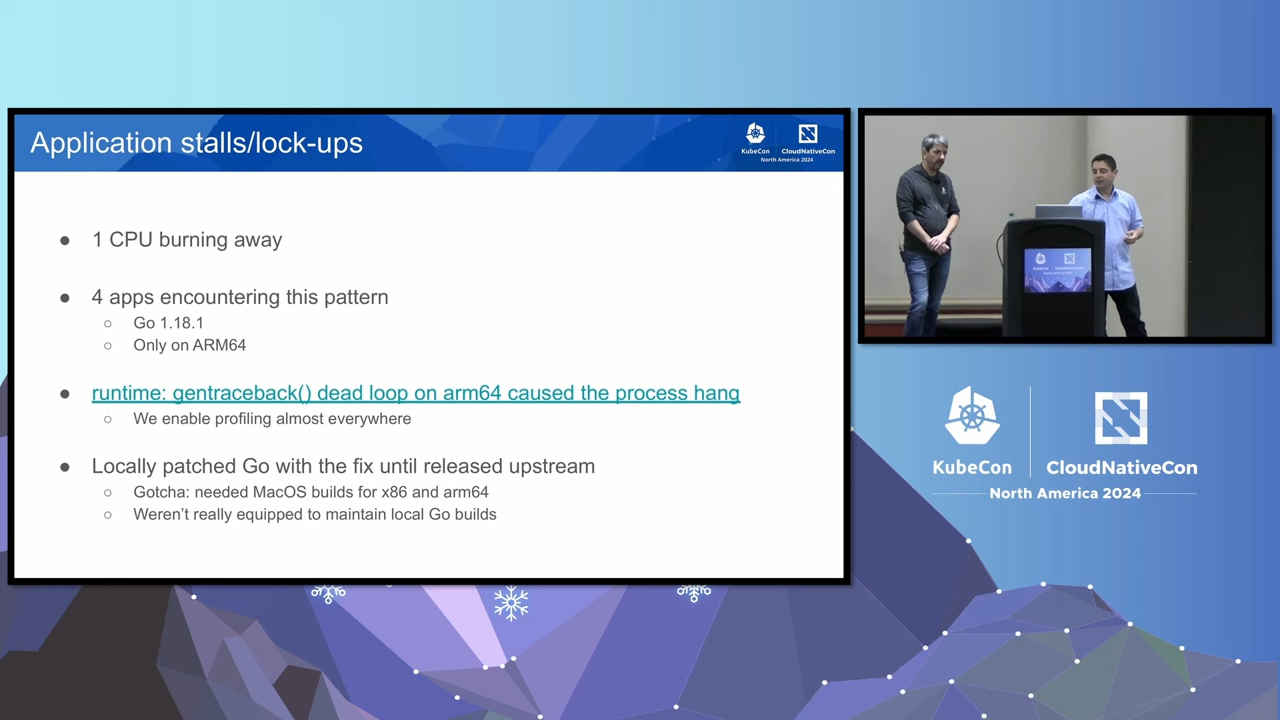 Application stalls/lock-ups
KubeCon
CloudNativeCon
North America 2024
1 CPU burning away
4 apps encountering this pattern
Go 1.18.1
Only on ARM64
runtime: gentraceback() dead loop on arm64 caused the process hang
We enable profiling almost everywhere
Locally patched Go with the fix until released upstream
Gotcha: needed MacOS builds for x86 and arm64
Weren't really equipped to maintain local Go builds
KubeCon
CloudNativeCon
North America 2024